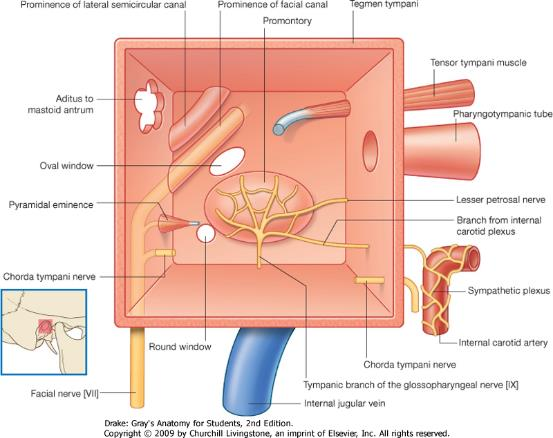 Prominence of lateral semicircular canal
Prominence of facial canal
Promontory
Tegmen tympani
Tensor tympani muscle
Aditus to
mastoid antrum
Pharyngotympanic tube
Oval window
Pyramidal eminence
Lesser petrosal nerve
Branch from internal
carotid plexus
Chorda tympani nerve
Sympathetic plexus
Round window
Internal carotid artery
Chorda tympani nerve
Tympanic branch of the glossopharyngeal nerve [IX]
Facial nerve [VII]
Internal jugular vein
Drake: Gray's Anatomy for Students, 2nd Edition.
Copyright © 2009 by Churchill Livingstone, an imprint of Elsevier, Inc. All rights reserved.